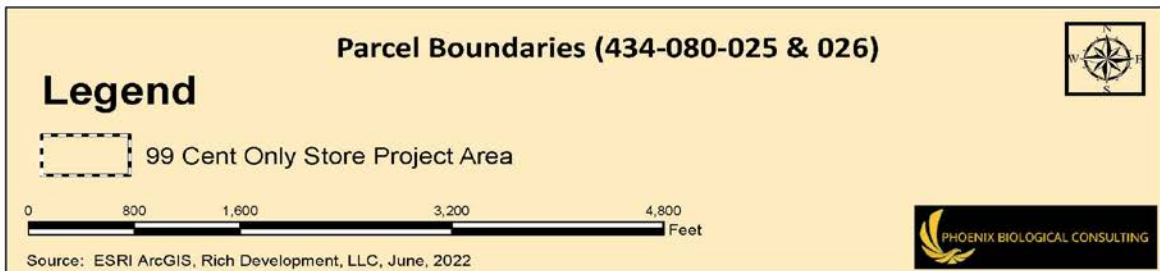 Parcel Boundaries (434-080-025 & 026)
N
W E
S
Legend
99 Cent Only Store Project Area
0 800 1,600 3,200 4,800
Feet
Source: ESRI ArcGIS, Rich Development, LLC, June, 2022
PHOENIX BIOLOGICAL CONSULTING